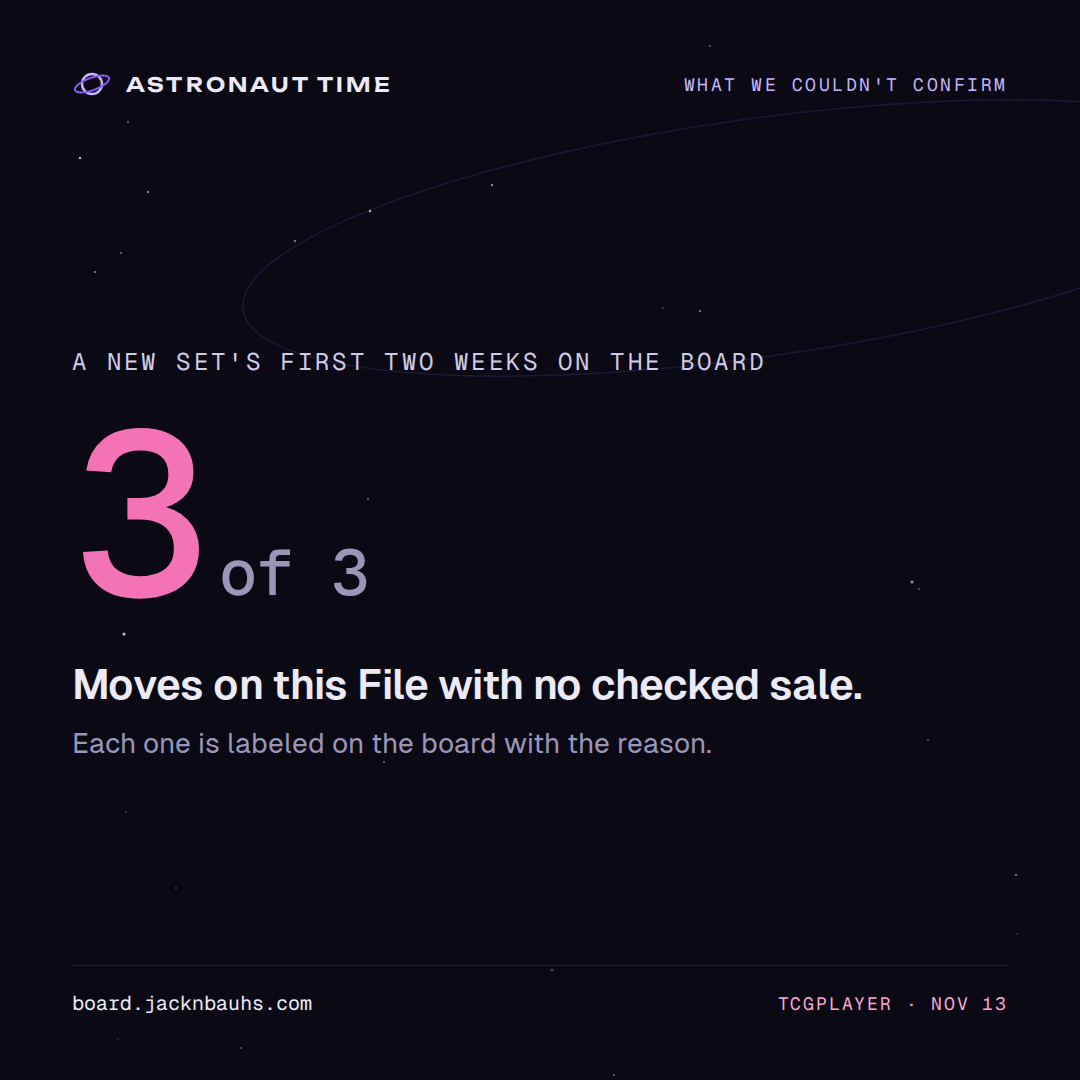 ASTRONAUT TIME
WHAT WE COULDN'T CONFIRM
A NEW SET'S FIRST TWO WEEKS ON THE BOARD
3 of 3
Moves on this File with no checked sale.
Each one is labeled on the board with the reason.
board.jacknbauhs.com
TCGPLAYER · NOV 13